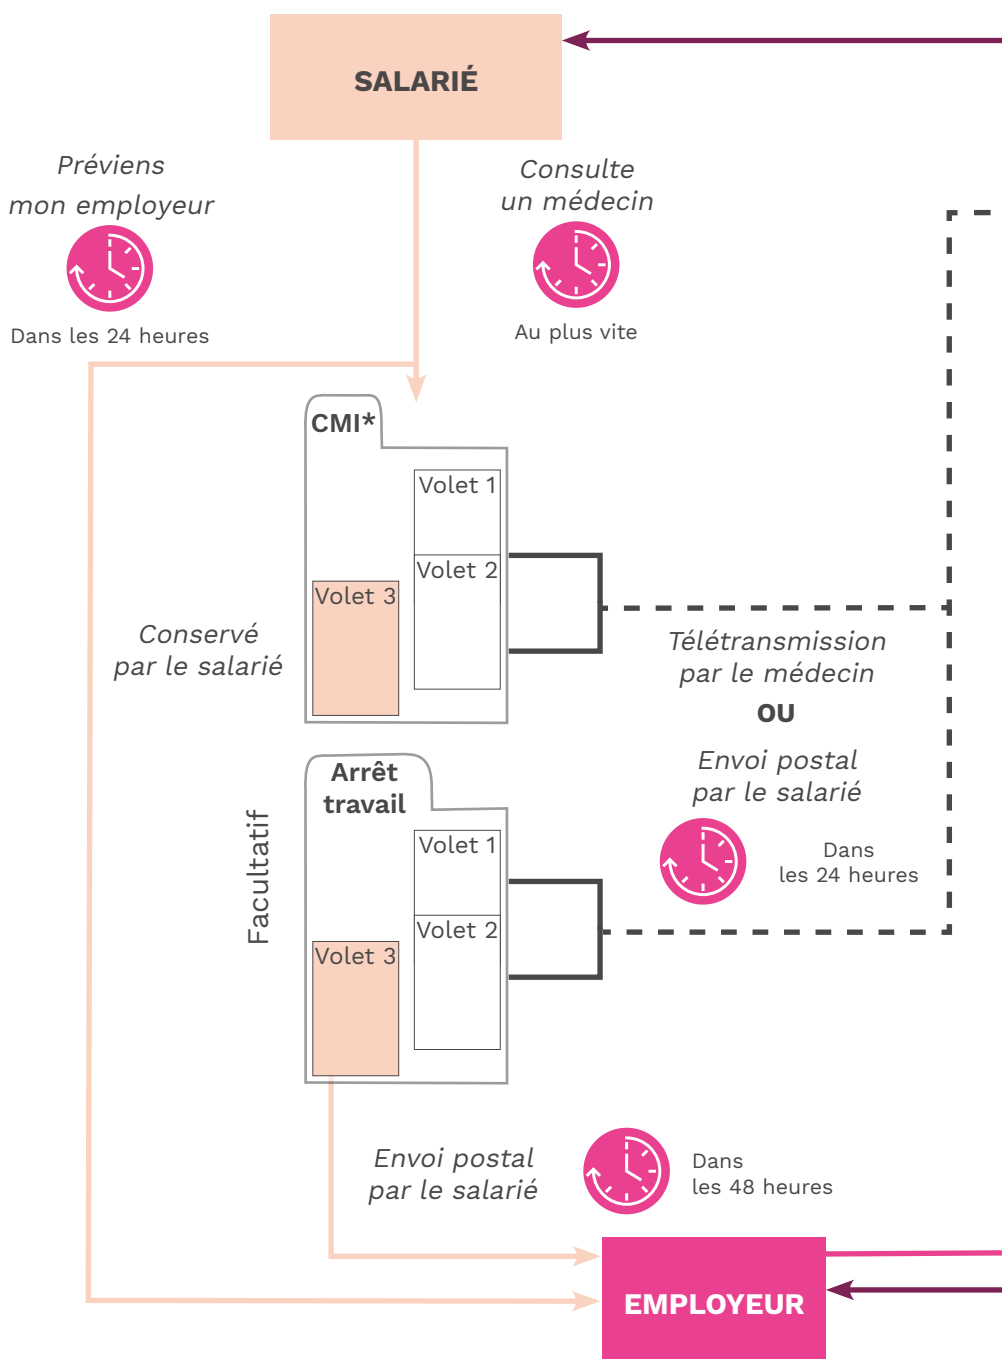 SALARIÉ
Préviens
mon employeur
Dans les 24 heures
Consulte
un médecin
Au plus vite
CMI*
Volet 1
Volet 2
Volet 3
Conservé
par le salarié
Télétransmission
par le médecin
OU
Envoi postal
par le salarié
Dans
les 24 heures
Facultatif
Arrêt
travail
Volet 1
Volet 2
Volet 3
Envoi postal
par le salarié
Dans
les 48 heures
EMPLOYEUR